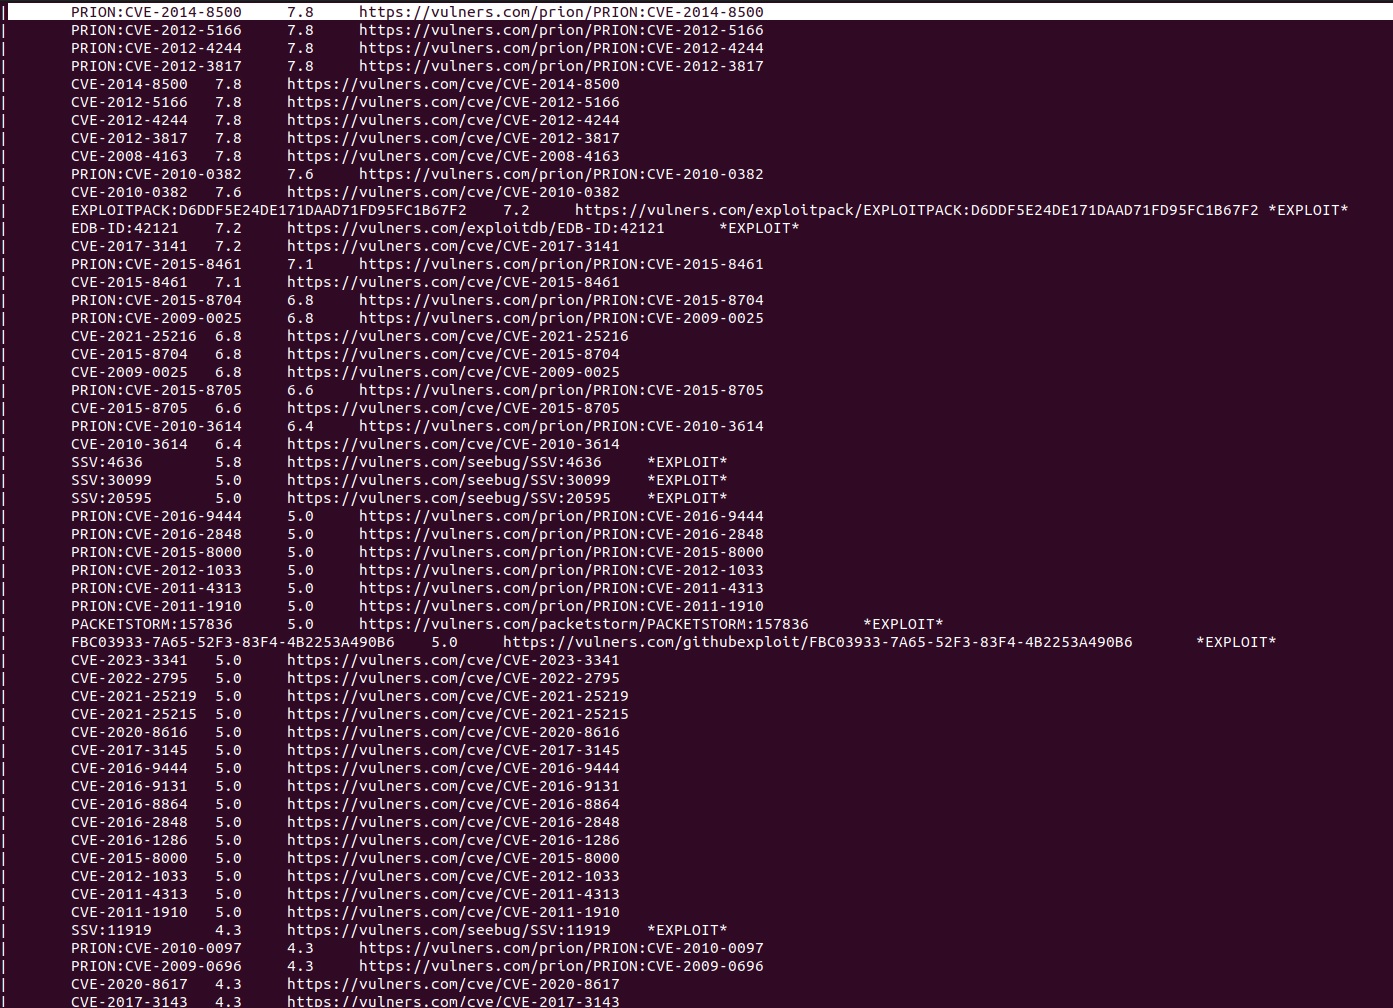 | PRION:CVE-2014-8500 7.8 https://vulners.com/prion/PRION:CVE-2014-8500
| PRION:CVE-2012-5166 7.8 https://vulners.com/prion/PRION:CVE-2012-5166
| PRION:CVE-2012-4244 7.8 https://vulners.com/prion/PRION:CVE-2012-4244
| PRION:CVE-2012-3817 7.8 https://vulners.com/prion/PRION:CVE-2012-3817
| CVE-2014-8500 7.8 https://vulners.com/cve/CVE-2014-8500
| CVE-2012-5166 7.8 https://vulners.com/cve/CVE-2012-5166
| CVE-2012-4244 7.8 https://vulners.com/cve/CVE-2012-4244
| CVE-2012-3817 7.8 https://vulners.com/cve/CVE-2012-3817
| CVE-2008-4163 7.8 https://vulners.com/cve/CVE-2008-4163
| PRION:CVE-2010-0382 7.6 https://vulners.com/prion/PRION:CVE-2010-0382
| CVE-2010-0382 7.6 https://vulners.com/cve/CVE-2010-0382
| EXPLOITPACK:D6DDF5E24DE171DAAD71FD95FC1B67F2 7.2 https://vulners.com/exploitpack/EXPLOITPACK:D6DDF5E24DE171DAAD71FD95FC1B67F2 *EXPLOIT*
| EDB-ID:42121 7.2 https://vulners.com/exploitdb/EDB-ID:42121 *EXPLOIT*
| CVE-2017-3141 7.2 https://vulners.com/cve/CVE-2017-3141
| PRION:CVE-2015-8461 7.1 https://vulners.com/prion/PRION:CVE-2015-8461
| CVE-2015-8461 7.1 https://vulners.com/cve/CVE-2015-8461
| PRION:CVE-2015-8704 6.8 https://vulners.com/prion/PRION:CVE-2015-8704
| PRION:CVE-2009-0025 6.8 https://vulners.com/prion/PRION:CVE-2009-0025
| CVE-2021-25216 6.8 https://vulners.com/cve/CVE-2021-25216
| CVE-2015-8704 6.8 https://vulners.com/cve/CVE-2015-8704
| CVE-2009-0025 6.8 https://vulners.com/cve/CVE-2009-0025
| PRION:CVE-2015-8705 6.6 https://vulners.com/prion/PRION:CVE-2015-8705
| CVE-2015-8705 6.6 https://vulners.com/cve/CVE-2015-8705
| PRION:CVE-2010-3614 6.4 https://vulners.com/prion/PRION:CVE-2010-3614
| CVE-2010-3614 6.4 https://vulners.com/cve/CVE-2010-3614
| SSV:4636 5.8 https://vulners.com/seebug/SSV:4636 *EXPLOIT*
| SSV:30099 5.0 https://vulners.com/seebug/SSV:30099 *EXPLOIT*
| SSV:20595 5.0 https://vulners.com/seebug/SSV:20595 *EXPLOIT*
| PRION:CVE-2016-9444 5.0 https://vulners.com/prion/PRION:CVE-2016-9444
| PRION:CVE-2016-2848 5.0 https://vulners.com/prion/PRION:CVE-2016-2848
| PRION:CVE-2015-8000 5.0 https://vulners.com/prion/PRION:CVE-2015-8000
| PRION:CVE-2012-1033 5.0 https://vulners.com/prion/PRION:CVE-2012-1033
| PRION:CVE-2011-4313 5.0 https://vulners.com/prion/PRION:CVE-2011-4313
| PRION:CVE-2011-1910 5.0 https://vulners.com/prion/PRION:CVE-2011-1910
| PACKETSTORM:157836 5.0 https://vulners.com/packetstorm/PACKETSTORM:157836 *EXPLOIT*
| FBC03933-7A65-52F3-83F4-4B2253A490B6 5.0 https://vulners.com/githubexploit/FBC03933-7A65-52F3-83F4-4B2253A490B6 *EXPLOIT*
| CVE-2023-3341 5.0 https://vulners.com/cve/CVE-2023-3341
| CVE-2022-2795 5.0 https://vulners.com/cve/CVE-2022-2795
| CVE-2021-25219 5.0 https://vulners.com/cve/CVE-2021-25219
| CVE-2021-25215 5.0 https://vulners.com/cve/CVE-2021-25215
| CVE-2020-8616 5.0 https://vulners.com/cve/CVE-2020-8616
| CVE-2017-3145 5.0 https://vulners.com/cve/CVE-2017-3145
| CVE-2016-9444 5.0 https://vulners.com/cve/CVE-2016-9444
| CVE-2016-9131 5.0 https://vulners.com/cve/CVE-2016-9131
| CVE-2016-8864 5.0 https://vulners.com/cve/CVE-2016-8864
| CVE-2016-2848 5.0 https://vulners.com/cve/CVE-2016-2848
| CVE-2016-1286 5.0 https://vulners.com/cve/CVE-2016-1286
| CVE-2015-8000 5.0 https://vulners.com/cve/CVE-2015-8000
| CVE-2012-1033 5.0 https://vulners.com/cve/CVE-2012-1033
| CVE-2011-4313 5.0 https://vulners.com/cve/CVE-2011-4313
| CVE-2011-1910 5.0 https://vulners.com/cve/CVE-2011-1910
| SSV:11919 4.3 https://vulners.com/seebug/SSV:11919 *EXPLOIT*
| PRION:CVE-2010-0097 4.3 https://vulners.com/prion/PRION:CVE-2010-0097
| PRION:CVE-2009-0696 4.3 https://vulners.com/prion/PRION:CVE-2009-0696
| CVE-2020-8617 4.3 https://vulners.com/cve/CVE-2020-8617
| CVE-2017-3143 4.3 https://vulners.com/cve/CVE-2017-3143